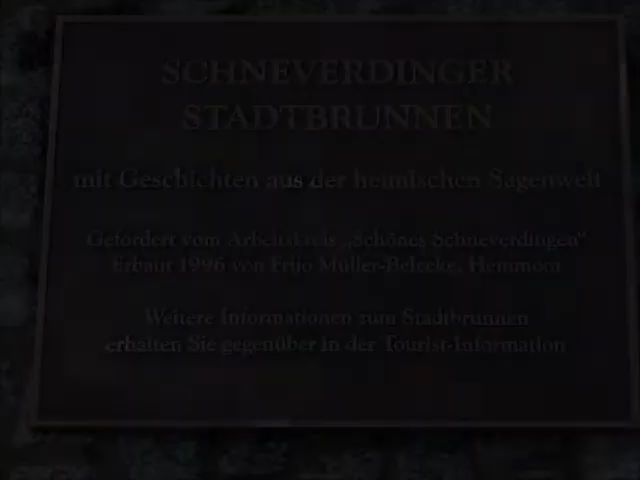 SCHNEVERDINGER
STADTBRUNNEN
mit Geschichten aus der heimischen Sagenwelt
Gefördert vom Arbeitskreis „Schönes Schneverdingen“
Erbaut 1996 von Frijo Müller-Belecke, Hemmoor
Weitere Informationen zum Stadtbrunnen
erhalten Sie gegenüber in der Tourist-Information